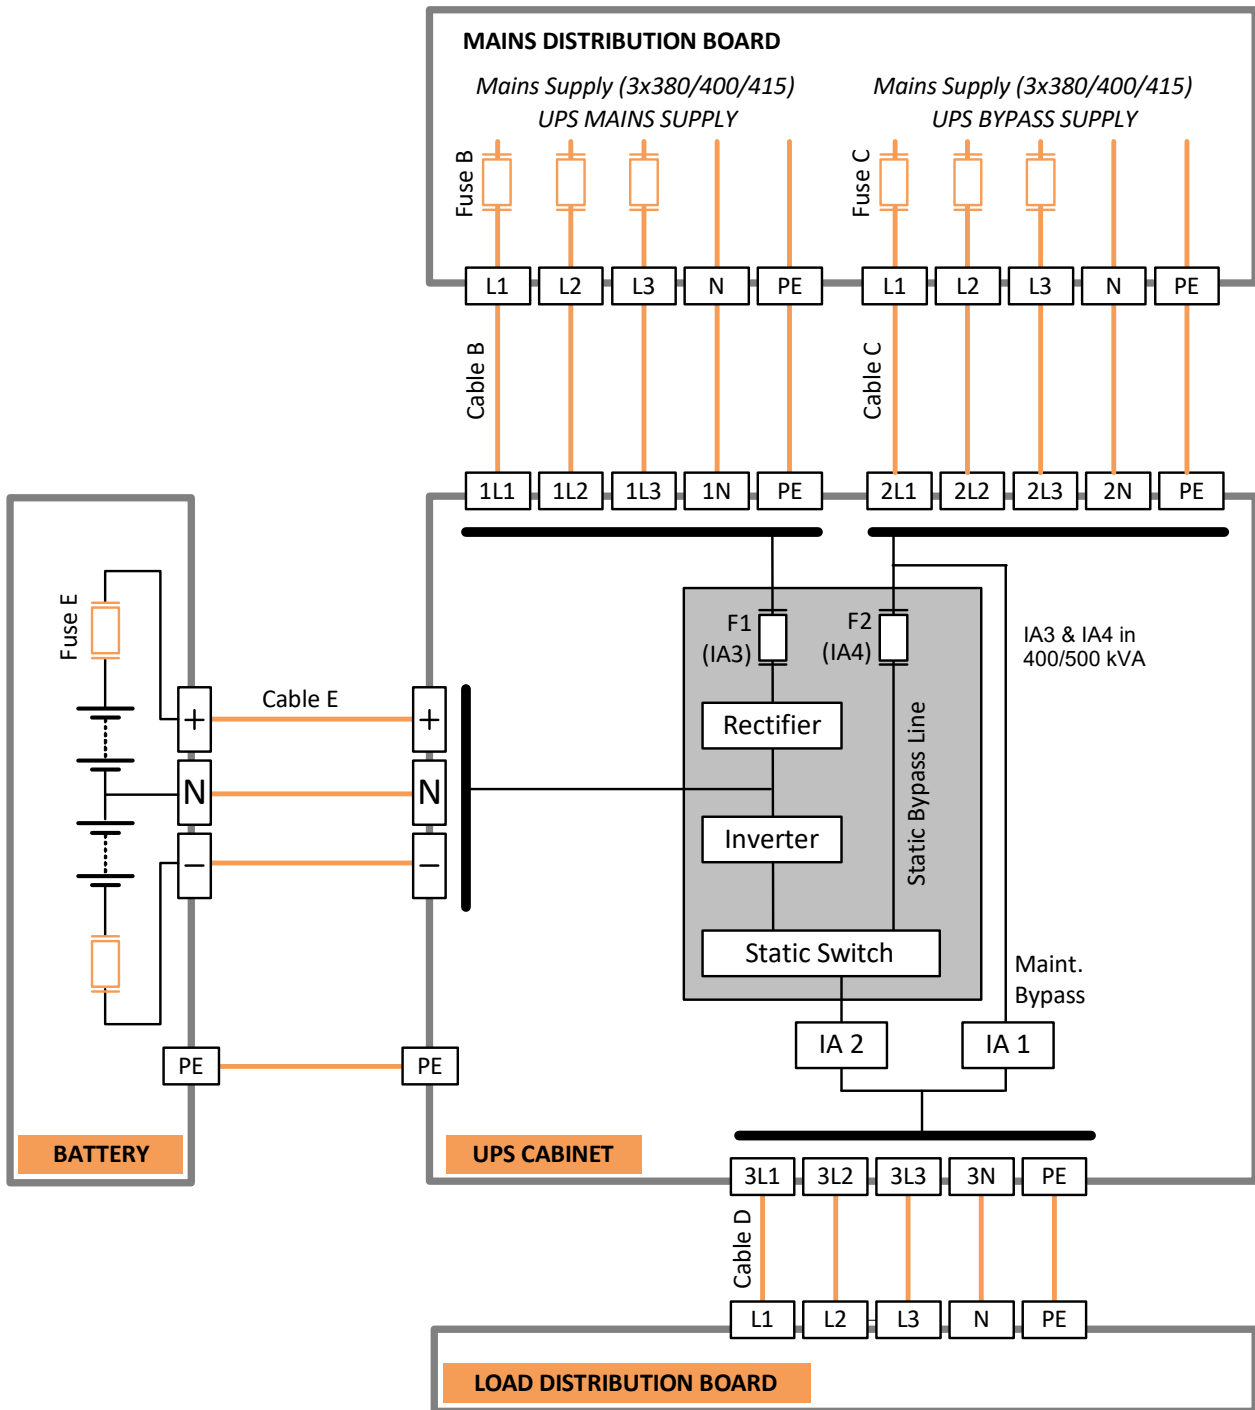 MAINS DISTRIBUTION BOARD
Mains Supply (3x380/400/415)
UPS MAINS SUPPLY
Mains Supply (3x380/400/415)
UPS BYPASS SUPPLY
Fuse B
Fuse C
L1 L2 L3 N PE
L1 L2 L3 N PE
Cable B
Cable C
1L1 1L2 1L3 1N PE
2L1 2L2 2L3 2N PE
Fuse E
Cable E
+
N
−
+
N
−
F1
(IA3)
F2
(IA4)
IA3 & IA4 in
400/500 kVA
Rectifier
Inverter
Static Bypass Line
Static Switch
Maint.
Bypass
IA 2
IA 1
PE
PE
BATTERY
UPS CABINET
3L1 3L2 3L3 3N PE
Cable D
L1 L2 L3 N PE
LOAD DISTRIBUTION BOARD